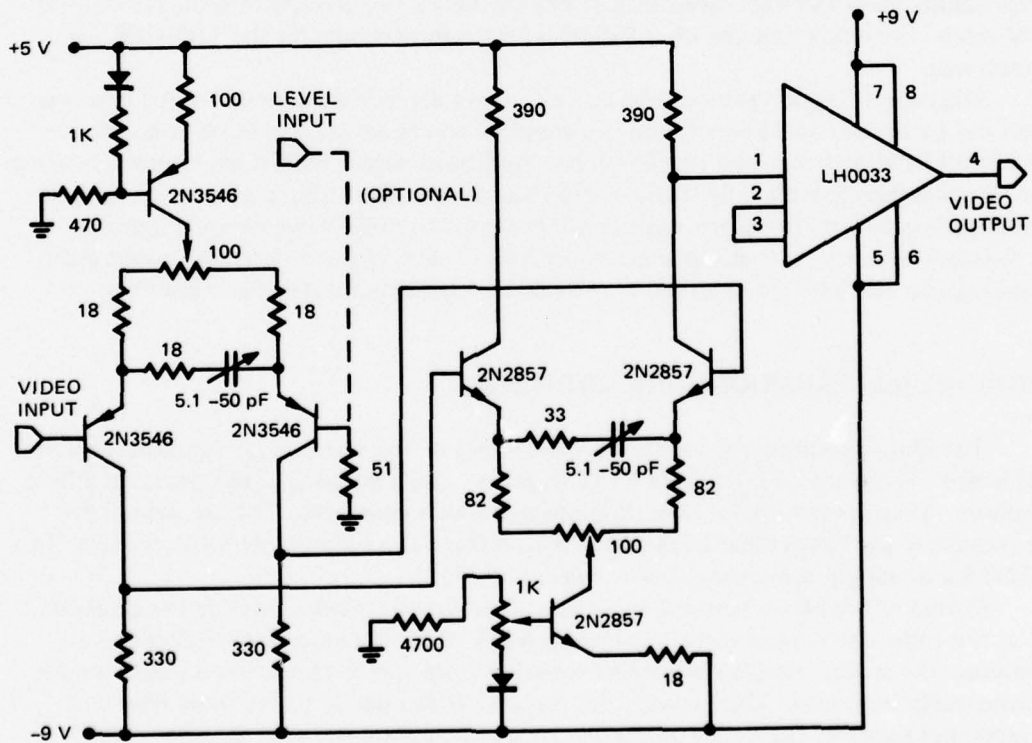 +5 V
+9 V
100
1K
LEVEL
INPUT
390
390
7
8
1
2
3
LH0033
4
VIDEO
OUTPUT
5
6
2N3546
(OPTIONAL)
470
100
18
18
18
5.1 –50 pF
VIDEO
INPUT
2N3546
2N3546
51
2N2857
2N2857
33
5.1 –50 pF
82
82
100
1K
2N2857
4700
18
330
330
–9 V